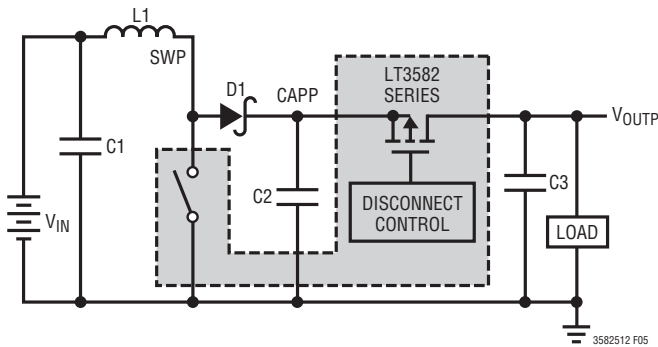 L1
SWP
D1
CAPP
LT3582
SERIES
VOUTP
C1
C2
C3
VIN
DISCONNECT
CONTROL
LOAD
3582512 F05